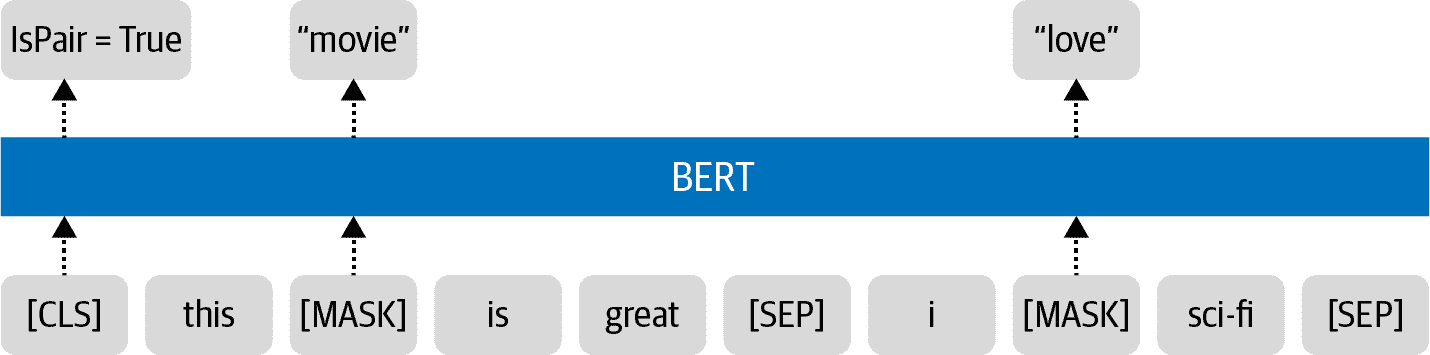 IsPair = True “movie” “love”
BERT
[CLS] this [MASK] is great [SEP] i [MASK] sci-fi [SEP]